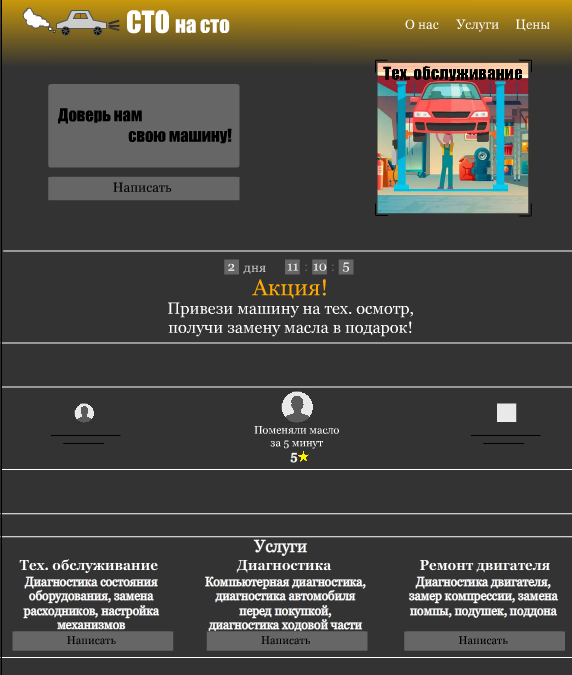 СТО на сто
О нас Услуги Цены
Тех. обслуживание
Доверь нам
свою машину!
Написать
2 дня 11 : 10 : 5
Акция!
Привези машину на тех. осмотр,
получи замену масла в подарок!
Поменяли масло
за 5 минут
5★
Услуги
Тех. обслуживание
Диагностика состояния
оборудования, замена
расходников, настройка
механизмов
Написать
Диагностика
Компьютерная диагностика,
диагностика автомобиля
перед покупкой,
диагностика ходовой части
Написать
Ремонт двигателя
Диагностика двигателя,
замер компрессии, замена
помпы, подушек, поддона
Написать